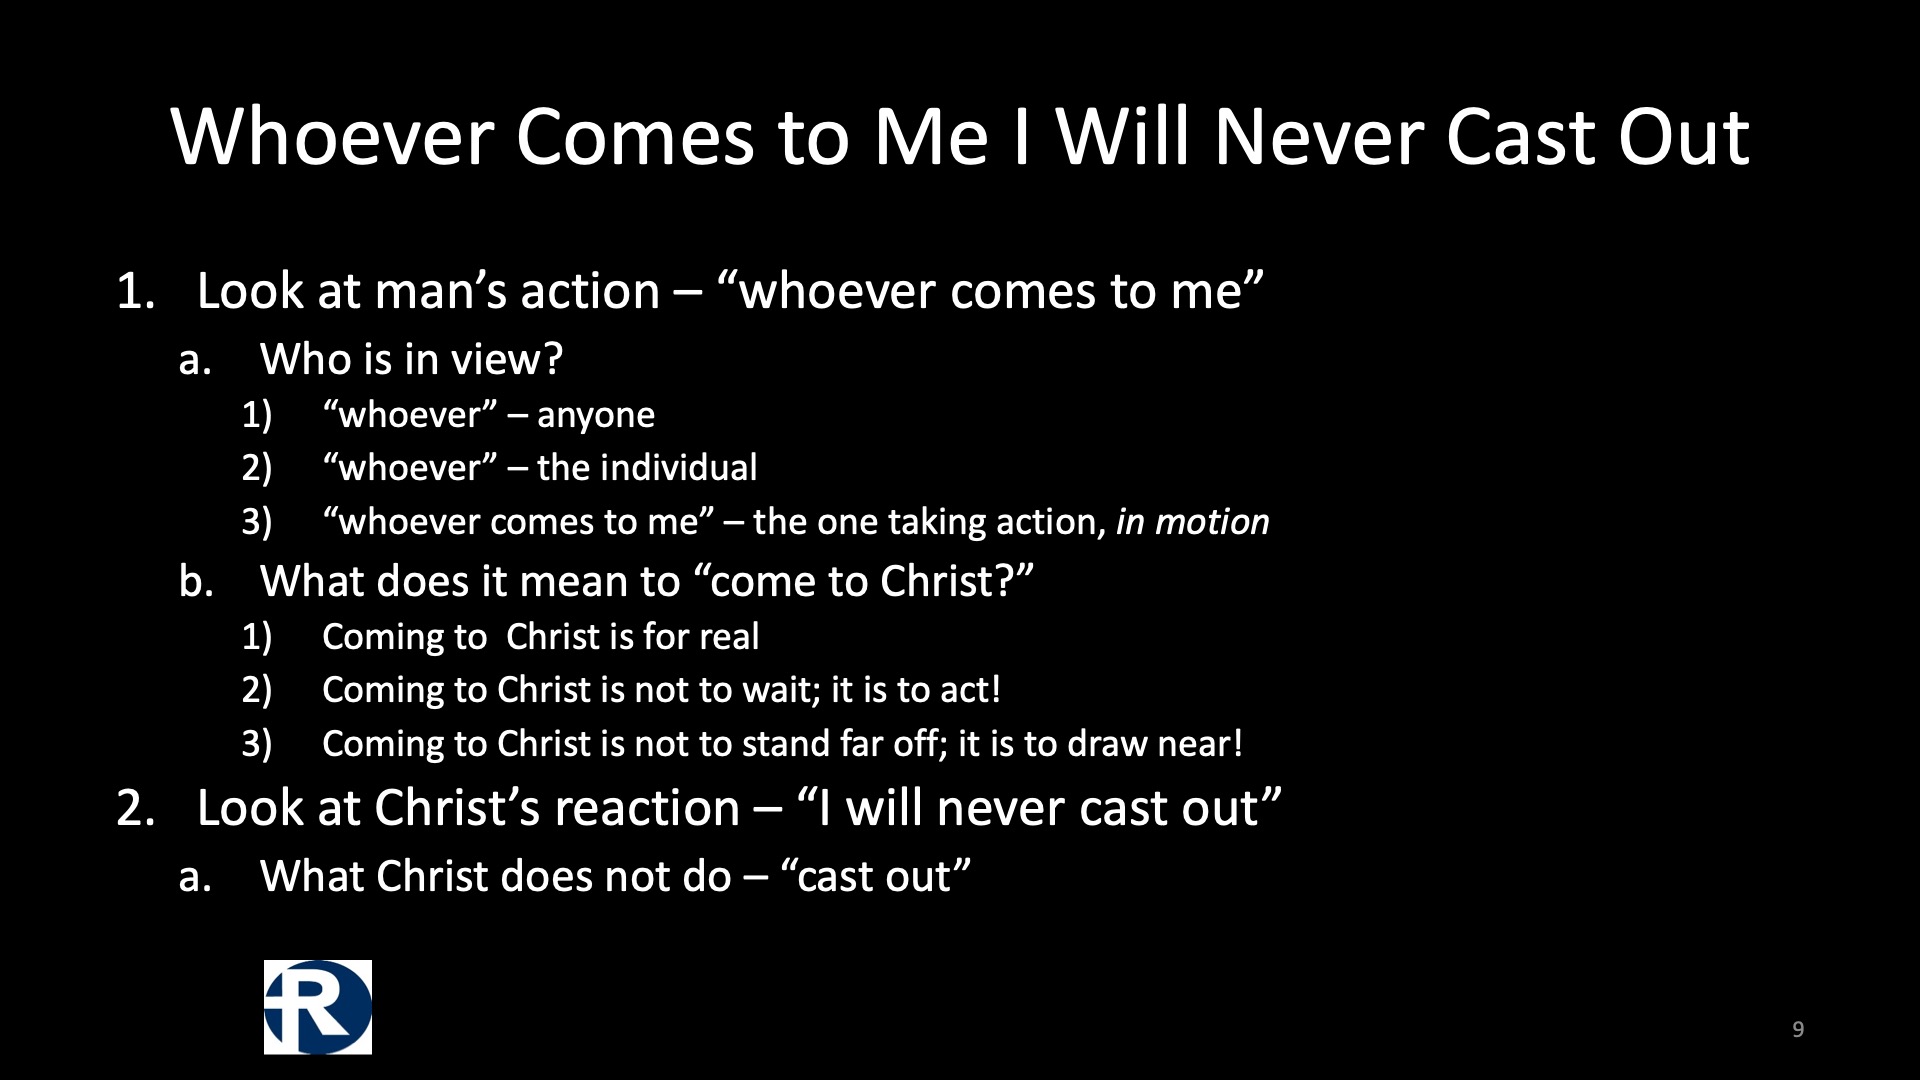 Whoever Comes to Me I Will Never Cast Out
1. Look at man’s action – “whoever comes to me”
a. Who is in view?
1) “whoever” – anyone
2) “whoever” – the individual
3) “whoever comes to me” – the one taking action, in motion
b. What does it mean to “come to Christ?”
1) Coming to  Christ is for real
2) Coming to Christ is not to wait; it is to act!
3) Coming to Christ is not to stand far off; it is to draw near!
2. Look at Christ’s reaction – “I will never cast out”
a. What Christ does not do – “cast out”
R
9